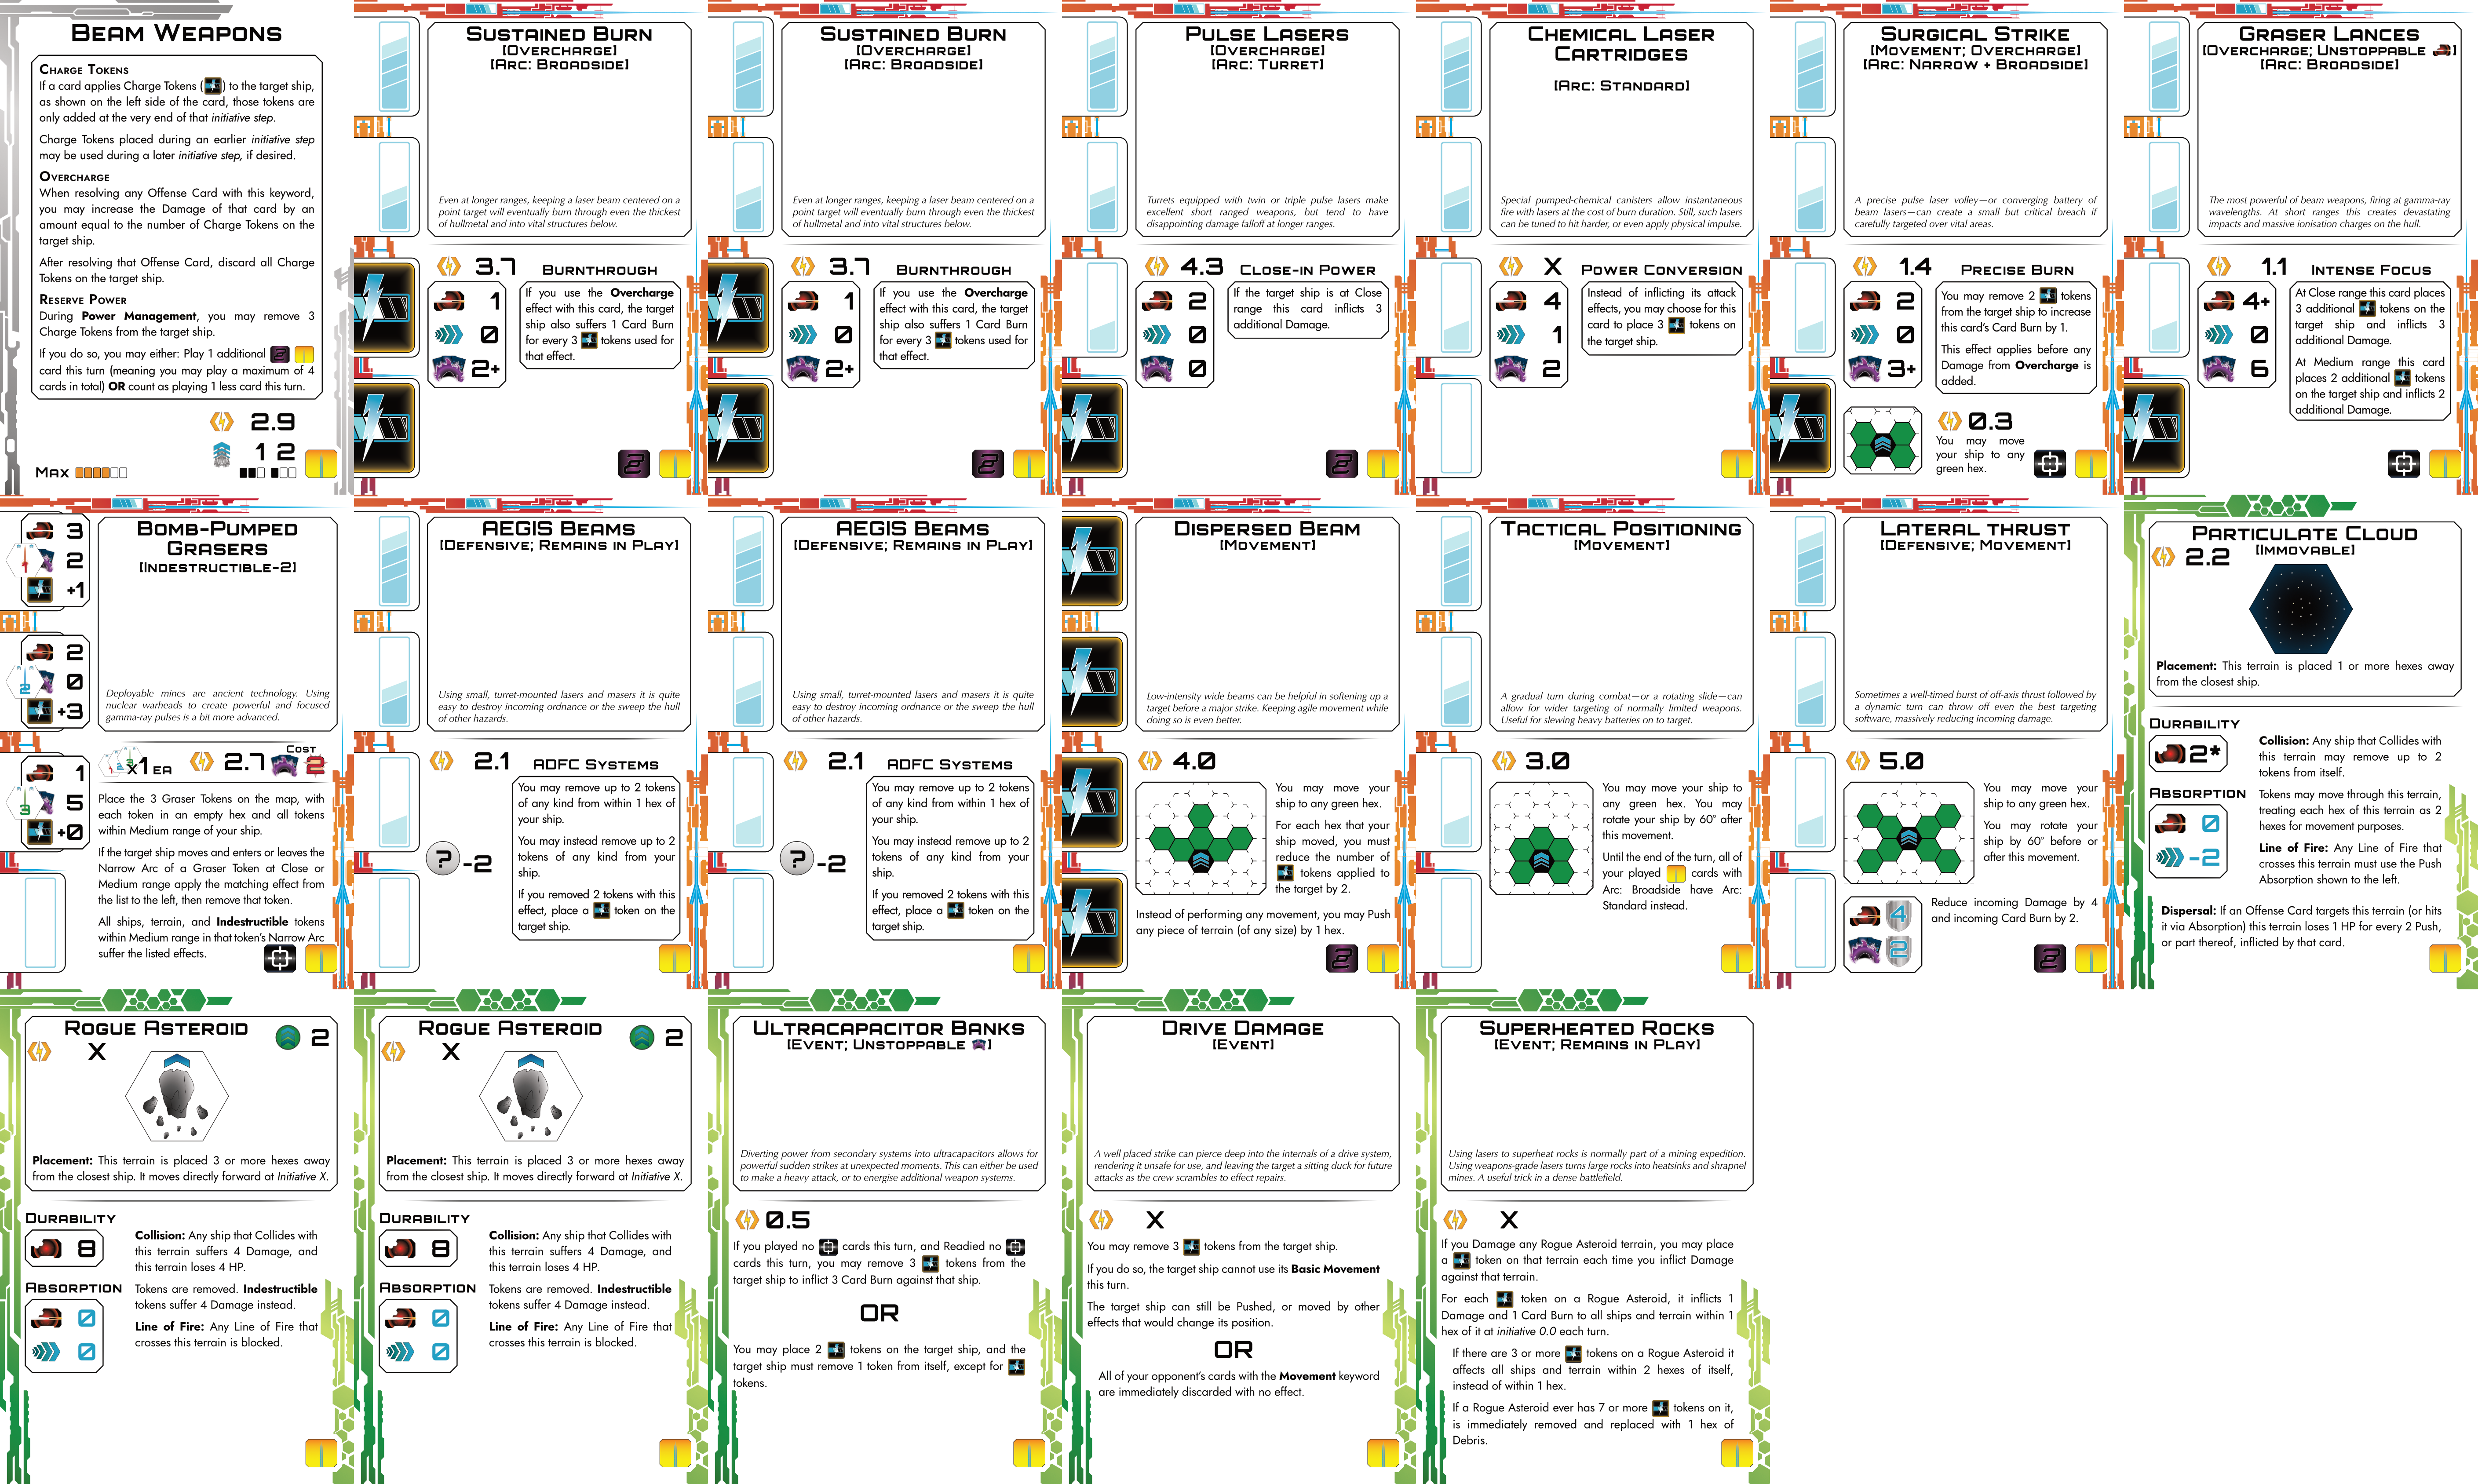 BEAM WEAPONS
CHARGE TOKENS
If a card applies Charge Tokens ( ) to the target ship,
as shown on the left side of the card, those tokens are
only added at the very end of that initiative step.
Charge Tokens placed during an earlier initiative step
may be used during a later initiative step, if desired.
OVERCHARGE
When resolving any Offense Card with this keyword,
you may increase the Damage of that card by an
amount equal to the number of Charge Tokens on the
target ship.
After resolving that Offense Card, discard all Charge
Tokens on the target ship.
RESERVE POWER
During Power Management, you may remove 3
Charge Tokens from the target ship.
If you do so, you may either: Play 1 additional
card this turn (meaning you may play a maximum of 4
cards in total) OR count as playing 1 less card this turn.
2.9
1 2
MAX
SUSTAINED BURN
[OVERCHARGE]
[ARC: BROADSIDE]
Even at longer ranges, keeping a laser beam centered on a
point target will eventually burn through even the thickest
of hullmetal and into vital structures below.
3.7 BURNTHROUGH
1
0
2+
If you use the Overcharge
effect with this card, the target
ship also suffers 1 Card Burn
for every 3 tokens used for
that effect.
2
SUSTAINED BURN
[OVERCHARGE]
[ARC: BROADSIDE]
Even at longer ranges, keeping a laser beam centered on a
point target will eventually burn through even the thickest
of hullmetal and into vital structures below.
3.7 BURNTHROUGH
1
0
2+
If you use the Overcharge
effect with this card, the target
ship also suffers 1 Card Burn
for every 3 tokens used for
that effect.
2
PULSE LASERS
[OVERCHARGE]
[ARC: TURRET]
Turrets equipped with twin or triple pulse lasers make
excellent short ranged weapons, but tend to have
disappointing damage falloff at longer ranges.
4.3 CLOSE-IN POWER
2
0
0
If the target ship is at Close
range this card inflicts 3
additional Damage.
2
CHEMICAL LASER
CARTRIDGES
[ARC: STANDARD]
Special pumped-chemical canisters allow instantaneous
fire with lasers at the cost of burn duration. Still, such lasers
can be tuned to hit harder, or even apply physical impulse.
X POWER CONVERSION
4
1
2
Instead of inflicting its attack
effects, you may choose for this
card to place 3 tokens on
the target ship.
SURGICAL STRIKE
[MOVEMENT; OVERCHARGE]
[ARC: NARROW + BROADSIDE]
A precise pulse laser volley—or converging battery of
beam lasers—can create a small but critical breach if
carefully targeted over vital areas.
1.4 PRECISE BURN
2
0
3+
You may remove 2 tokens
from the target ship to increase
this card's Card Burn by 1.
This effect applies before any
Damage from Overcharge is
added.
0.3
You may move
your ship to any
green hex.
GRASER LANCES
[OVERCHARGE; UNSTOPPABLE ]
[ARC: BROADSIDE]
The most powerful of beam weapons, firing at gamma-ray
wavelengths. At short ranges this creates devastating
impacts and massive ionisation charges on the hull.
1.1 INTENSE FOCUS
4+
0
6
At Close range this card places
3 additional tokens on the
target ship and inflicts 3
additional Damage.
At Medium range this card
places 2 additional tokens
on the target ship and inflicts 2
additional Damage.
BOMB-PUMPED
GRASERS
[INDESTRUCTIBLE-2]
3
1 2
+1
2
2 0
+3
1
3 5
+0
Deployable mines are ancient technology. Using
nuclear warheads to create powerful and focused
gamma-ray pulses is a bit more advanced.
1 2 3 X1 EA 2.7 COST 2
Place the 3 Graser Tokens on the map, with
each token in an empty hex and all tokens
within Medium range of your ship.
If the target ship moves and enters or leaves the
Narrow Arc of a Graser Token at Close or
Medium range apply the matching effect from
the list to the left, then remove that token.
All ships, terrain, and Indestructible tokens
within Medium range in that token's Narrow Arc
suffer the listed effects.
AEGIS BEAMS
[DEFENSIVE; REMAINS IN PLAY]
Using small, turret-mounted lasers and masers it is quite
easy to destroy incoming ordnance or the sweep the hull
of other hazards.
2.1 ADFC SYSTEMS
? -2
You may remove up to 2 tokens
of any kind from within 1 hex of
your ship.
You may instead remove up to 2
tokens of any kind from your
ship.
If you removed 2 tokens with this
effect, place a token on the
target ship.
AEGIS BEAMS
[DEFENSIVE; REMAINS IN PLAY]
Using small, turret-mounted lasers and masers it is quite
easy to destroy incoming ordnance or the sweep the hull
of other hazards.
2.1 ADFC SYSTEMS
? -2
You may remove up to 2 tokens
of any kind from within 1 hex of
your ship.
You may instead remove up to 2
tokens of any kind from your
ship.
If you removed 2 tokens with this
effect, place a token on the
target ship.
DISPERSED BEAM
[MOVEMENT]
Low-intensity wide beams can be helpful in softening up a
target before a major strike. Keeping agile movement while
doing so is even better.
4.0
You may move your
ship to any green hex.
For each hex that your
ship moved, you must
reduce the number of
tokens applied to
the target by 2.
Instead of performing any movement, you may Push
any piece of terrain (of any size) by 1 hex.
2
TACTICAL POSITIONING
[MOVEMENT]
A gradual turn during combat—or a rotating slide—can
allow for wider targeting of normally limited weapons.
Useful for slewing heavy batteries on to target.
3.0
You may move your ship to
any green hex. You may
rotate your ship by 60° after
this movement.
Until the end of the turn, all of
your played cards with
Arc: Broadside have Arc:
Standard instead.
LATERAL THRUST
[DEFENSIVE; MOVEMENT]
Sometimes a well-timed burst of off-axis thrust followed by
a dynamic turn can throw off even the best targeting
software, massively reducing incoming damage.
5.0
You may move your
ship to any green hex.
You may rotate your
ship by 60° before or
after this movement.
4
2
Reduce incoming Damage by 4
and incoming Card Burn by 2.
2
PARTICULATE CLOUD
[IMMOVABLE]
2.2
Placement: This terrain is placed 1 or more hexes away
from the closest ship.
DURABILITY
2*
ABSORPTION
0
-2
Collision: Any ship that Collides with
this terrain may remove up to 2
tokens from itself.
Tokens may move through this terrain,
treating each hex of this terrain as 2
hexes for movement purposes.
Line of Fire: Any Line of Fire that
crosses this terrain must use the Push
Absorption shown to the left.
Dispersal: If an Offense Card targets this terrain (or hits
it via Absorption) this terrain loses 1 HP for every 2 Push,
or part thereof, inflicted by that card.
ROGUE ASTEROID
2
X
Placement: This terrain is placed 3 or more hexes away
from the closest ship. It moves directly forward at Initiative X.
DURABILITY
8
ABSORPTION
0
0
Collision: Any ship that Collides with
this terrain suffers 4 Damage, and
this terrain loses 4 HP.
Tokens are removed. Indestructible
tokens suffer 4 Damage instead.
Line of Fire: Any Line of Fire that
crosses this terrain is blocked.
ROGUE ASTEROID
2
X
Placement: This terrain is placed 3 or more hexes away
from the closest ship. It moves directly forward at Initiative X.
DURABILITY
8
ABSORPTION
0
0
Collision: Any ship that Collides with
this terrain suffers 4 Damage, and
this terrain loses 4 HP.
Tokens are removed. Indestructible
tokens suffer 4 Damage instead.
Line of Fire: Any Line of Fire that
crosses this terrain is blocked.
ULTRACAPACITOR BANKS
[EVENT; UNSTOPPABLE ]
Diverting power from secondary systems into ultracapacitors allows for
powerful sudden strikes at unexpected moments. This can either be used
to make a heavy attack, or to energise additional weapon systems.
0.5
If you played no cards this turn, and Readied no
cards this turn, you may remove 3 tokens from the
target ship to inflict 3 Card Burn against that ship.
OR
You may place 2 tokens on the target ship, and the
target ship must remove 1 token from itself, except for
tokens.
DRIVE DAMAGE
[EVENT]
A well placed strike can pierce deep into the internals of a drive system,
rendering it unsafe for use, and leaving the target a sitting duck for future
attacks as the crew scrambles to effect repairs.
X
You may remove 3 tokens from the target ship.
If you do so, the target ship cannot use its Basic Movement
this turn.
The target ship can still be Pushed, or moved by other
effects that would change its position.
OR
All of your opponent's cards with the Movement keyword
are immediately discarded with no effect.
SUPERHEATED ROCKS
[EVENT; REMAINS IN PLAY]
Using lasers to superheat rocks is normally part of a mining expedition.
Using weapons-grade lasers turns large rocks into heatsinks and shrapnel
mines. A useful trick in a dense battlefield.
X
If you Damage any Rogue Asteroid terrain, you may place
a token on that terrain each time you inflict Damage
against that terrain.
For each token on a Rogue Asteroid, it inflicts 1
Damage and 1 Card Burn to all ships and terrain within 1
hex of it at initiative 0.0 each turn.
If there are 3 or more tokens on a Rogue Asteroid it
affects all ships and terrain within 2 hexes of itself,
instead of within 1 hex.
If a Rogue Asteroid ever has 7 or more tokens on it,
is immediately removed and replaced with 1 hex of
Debris.